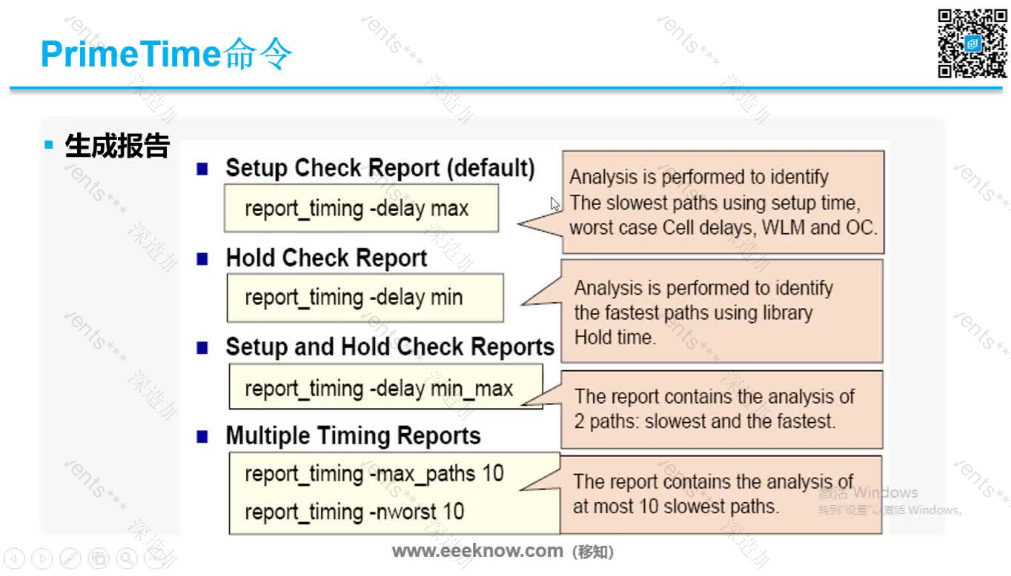 PrimeTime命令
生成报告
Setup Check Report (default)
report_timing -delay max
Analysis is performed to identify
The slowest paths using setup time,
worst case Cell delays, WLM and OC.
Hold Check Report
report_timing -delay min
Analysis is performed to identify
the fastest paths using library
Hold time.
Setup and Hold Check Reports
report_timing -delay min_max
The report contains the analysis of
2 paths: slowest and the fastest.
Multiple Timing Reports
report_timing -max_paths 10
report_timing -nworst 10
The report contains the analysis of
at most 10 slowest paths.
激活 Windows
转到"设置"以激活 Windows。
www.eeeknow.com（移知）